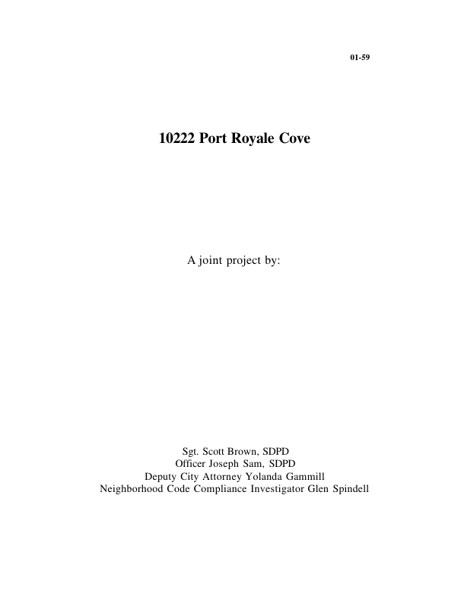 01-59
10222 Port Royale Cove
A joint project by:
Sgt. Scott Brown, SDPD
Officer Joseph Sam, SDPD
Deputy City Attorney Yolanda Gammill
Neighborhood Code Compliance Investigator Glen Spindell